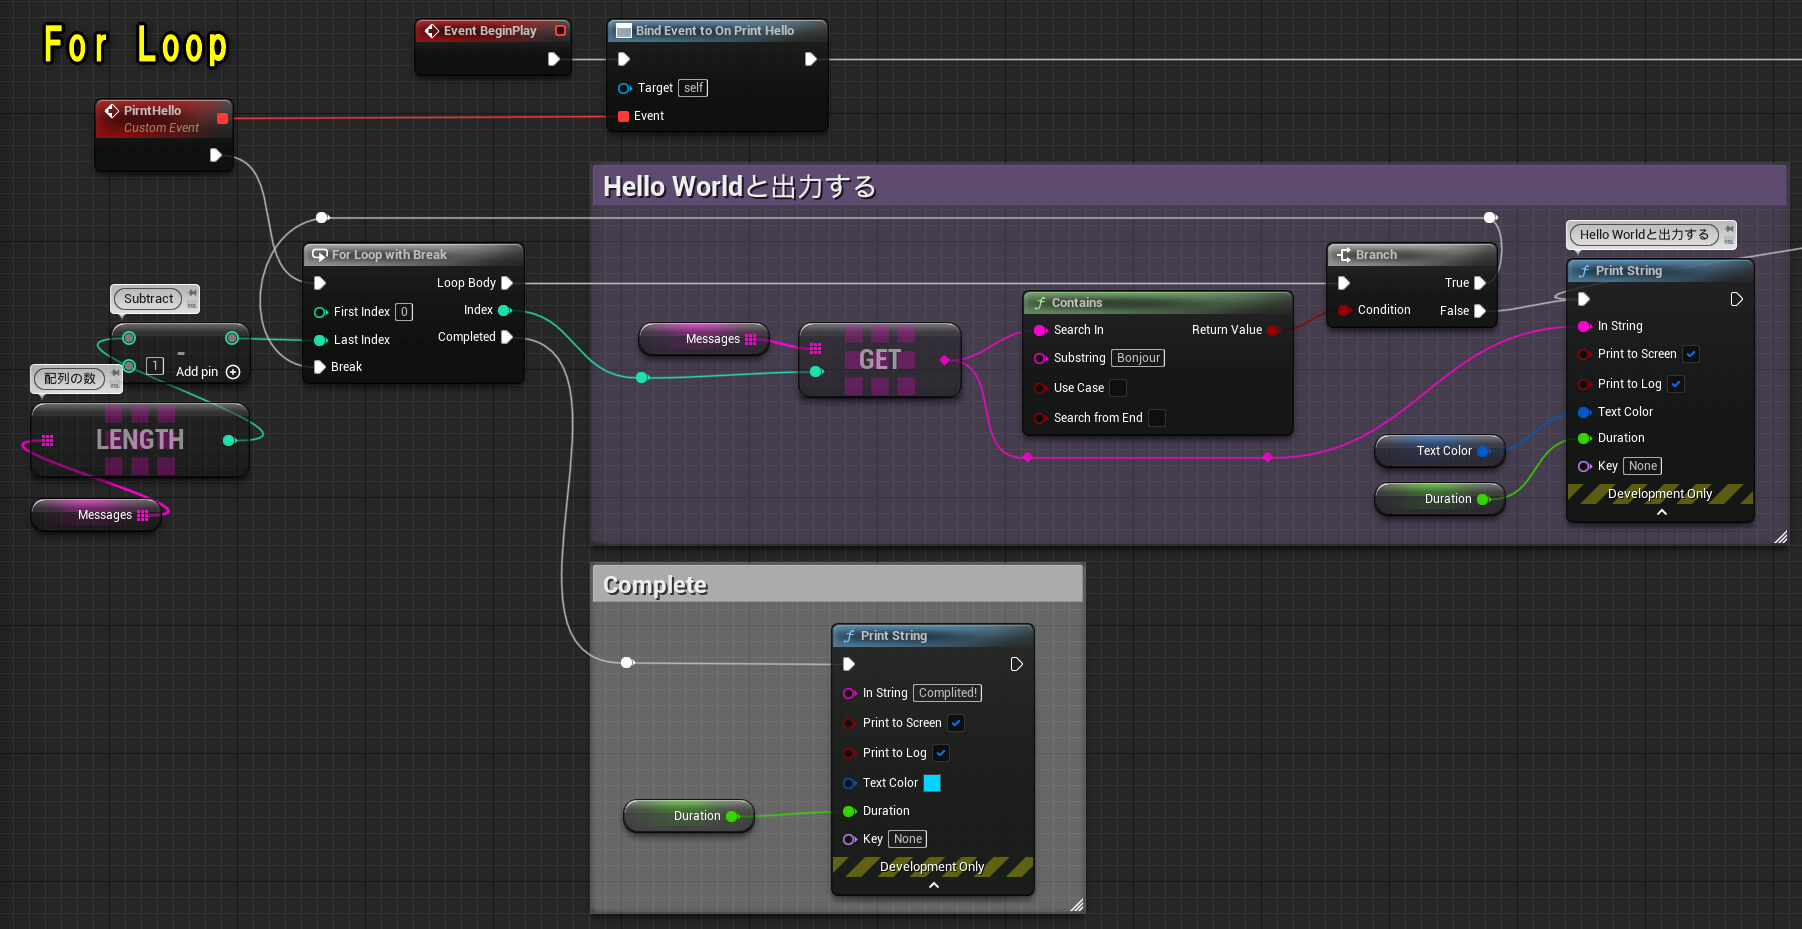 For Loop
Event BeginPlay
Bind Event to On Print Hello
Target self
Event
PirntHello
Custom Event
Hello Worldと出力する
For Loop with Break
Loop Body
First Index 0
Index
Last Index
Completed
Break
Subtract
-
1
Add pin
配列の数
LENGTH
Messages
Messages
GET
Contains
Search In
Return Value
Substring Bonjour
Use Case
Search from End
Branch
True
Condition
False
Hello Worldと出力する
Print String
In String
Print to Screen
Print to Log
Text Color
Duration
Key None
Development Only
Text Color
Duration
Complete
Print String
In String Complited!
Print to Screen
Print to Log
Text Color
Duration
Key None
Development Only
Duration